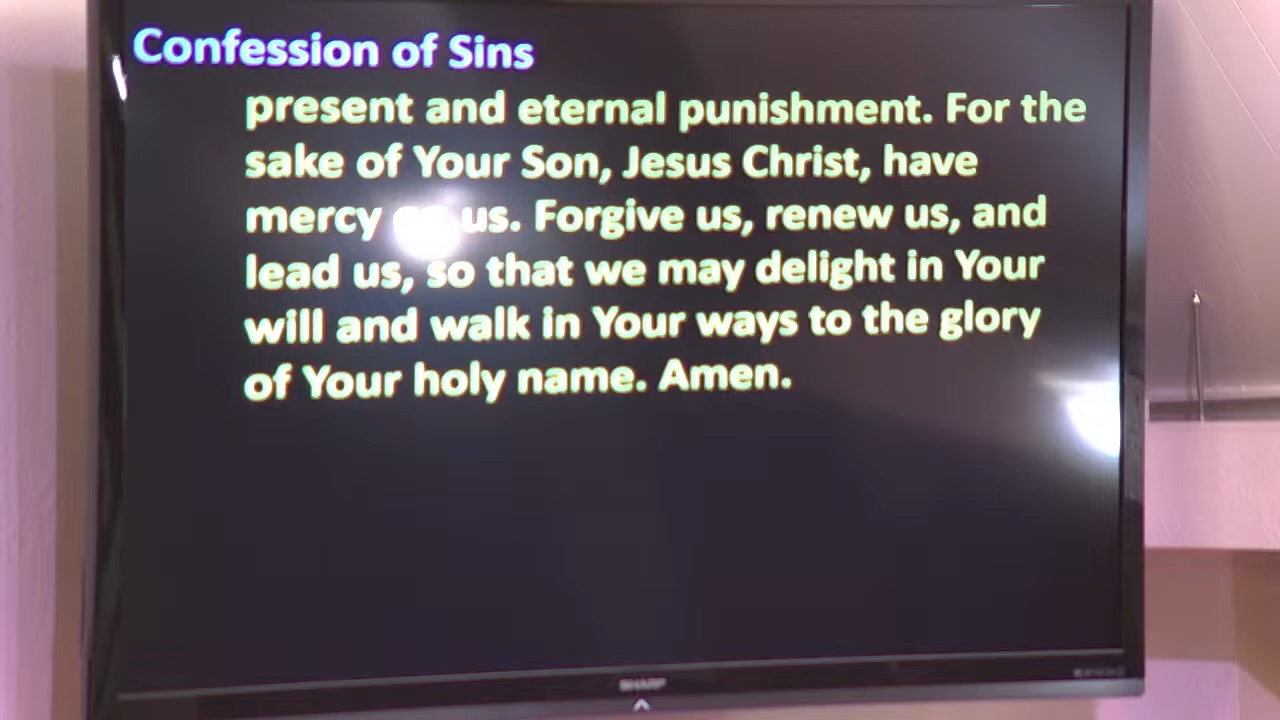 Confession of Sins
present and eternal punishment. For the
sake of Your Son, Jesus Christ, have
mercy on us. Forgive us, renew us, and
lead us, so that we may delight in Your
will and walk in Your ways to the glory
of Your holy name. Amen.
SHARP